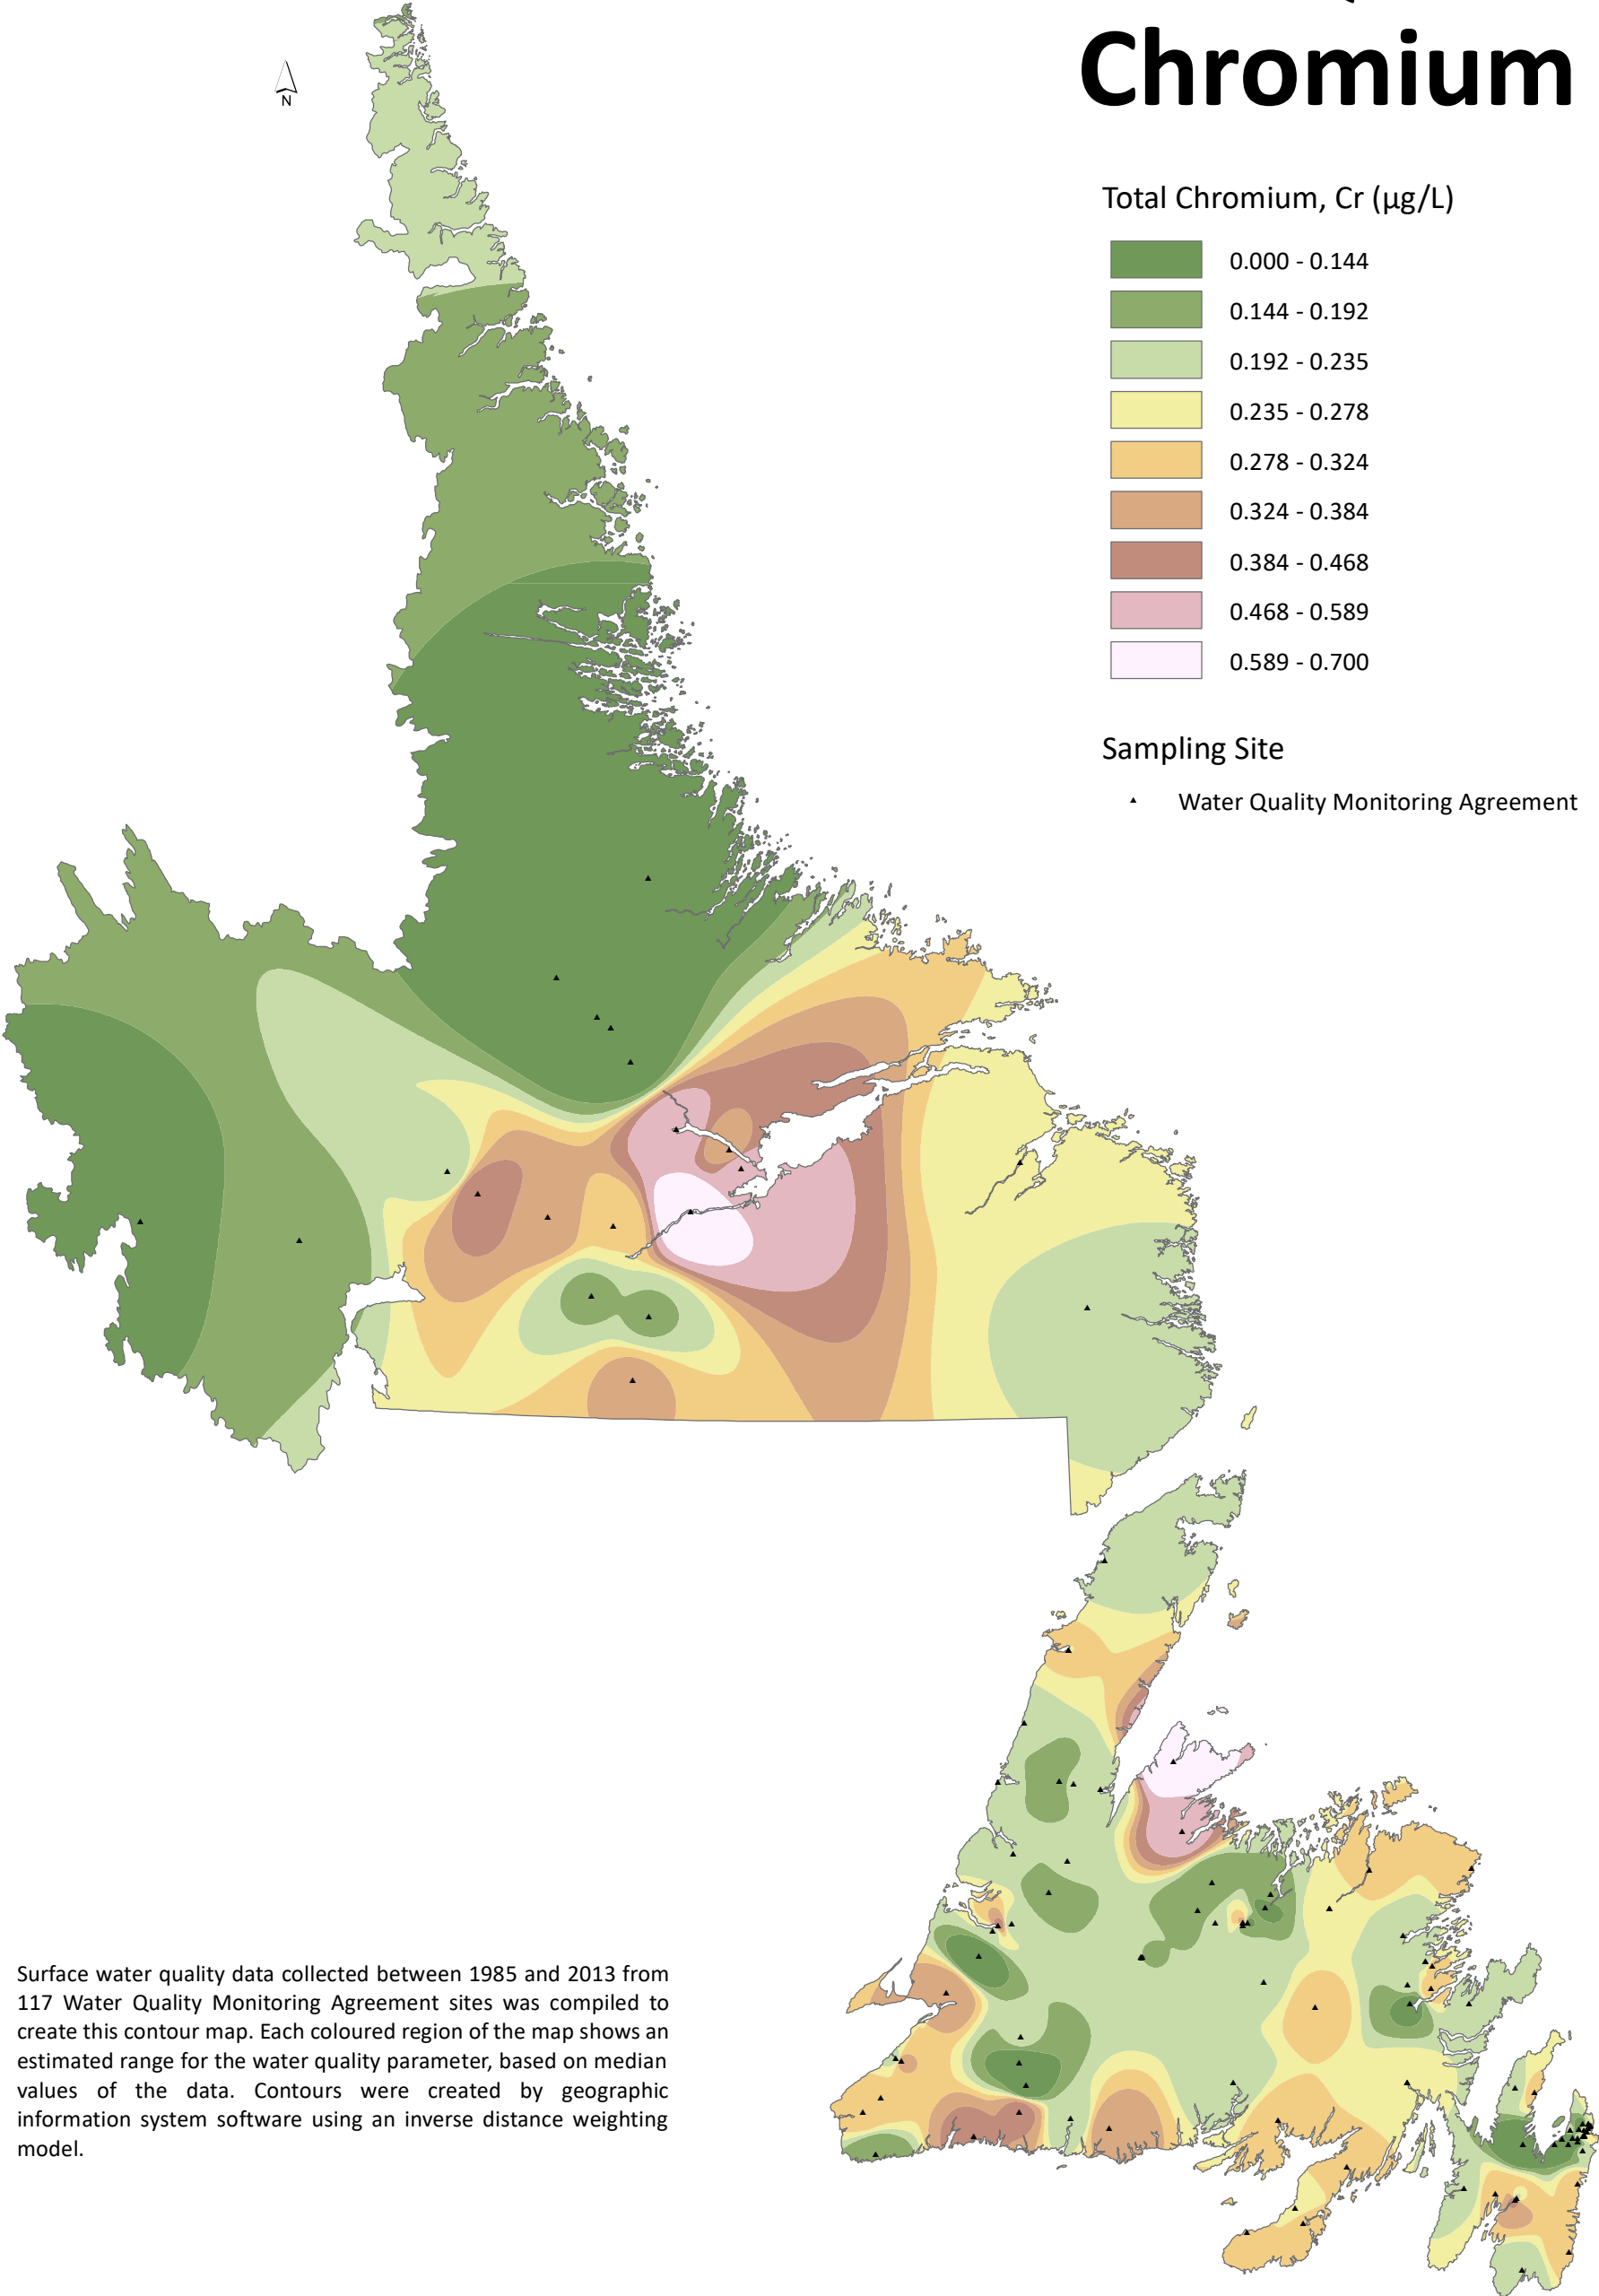 Chromium
N
Total Chromium, Cr (µg/L)
0.000 - 0.144
0.144 - 0.192
0.192 - 0.235
0.235 - 0.278
0.278 - 0.324
0.324 - 0.384
0.384 - 0.468
0.468 - 0.589
0.589 - 0.700
Sampling Site
Water Quality Monitoring Agreement
Surface water quality data collected between 1985 and 2013 from
117 Water Quality Monitoring Agreement sites was compiled to
create this contour map. Each coloured region of the map shows an
estimated range for the water quality parameter, based on median
values of the data. Contours were created by geographic
information system software using an inverse distance weighting
model.